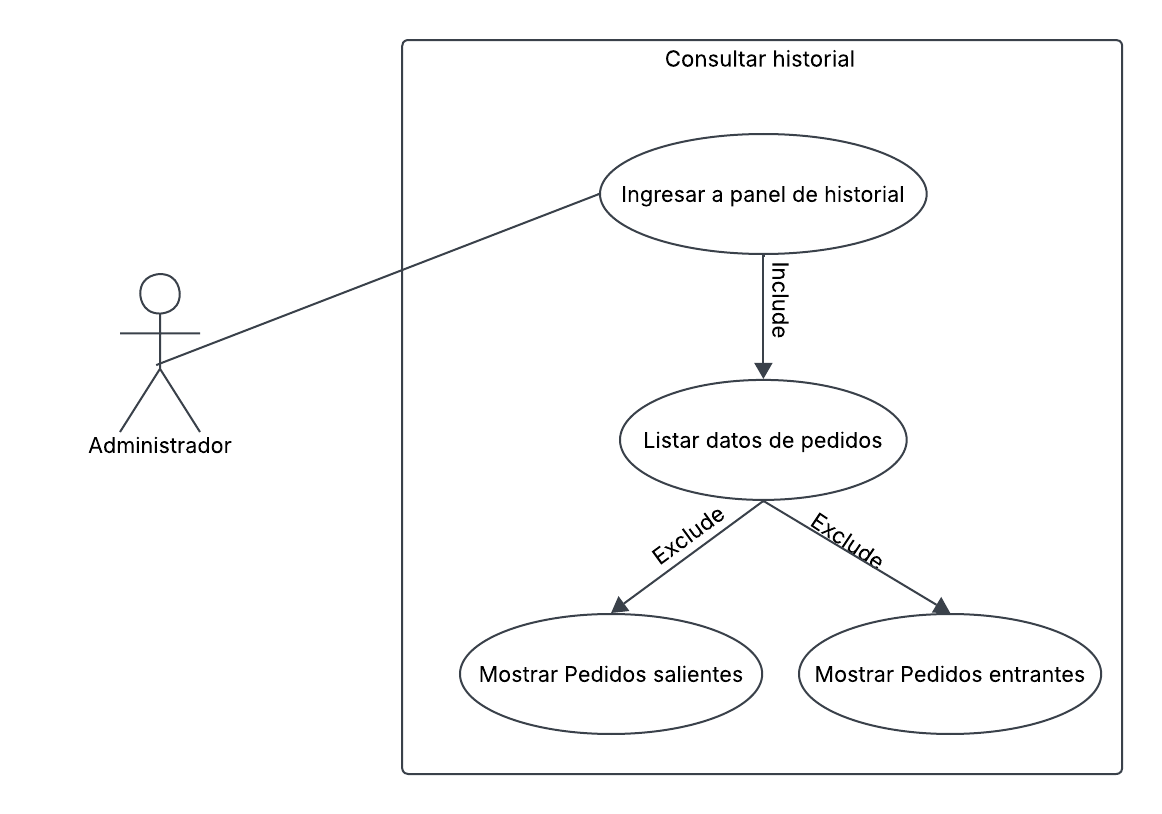 Consultar historial
Ingresar a panel de historial
Include
Administrador
Listar datos de pedidos
Exclude
Exclude
Mostrar Pedidos salientes
Mostrar Pedidos entrantes